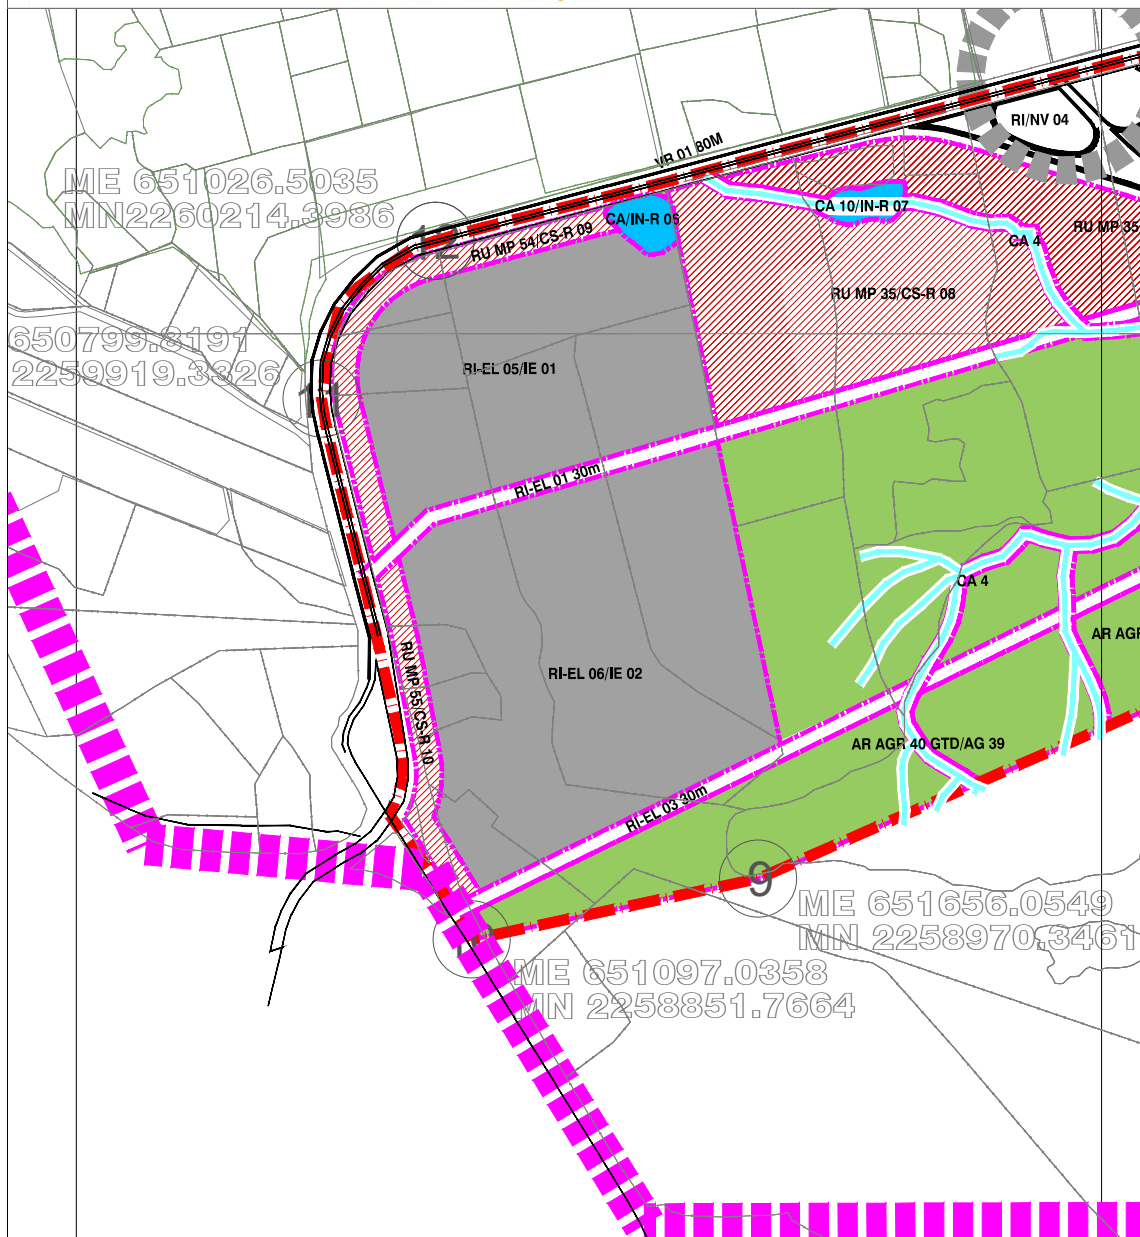 RI/NV 04
VR 01 80M
ME 651026.5035
MN2260214.3986
CA 10/IN-R 07
CA/IN-R 05
RU MP 35
RU MP 54/CS-R 09
12
CA 4
RU MP 35/CS-R 08
650799.8191
2259919.3326
RI-EL 05/IE 01
11
RI-EL 01 30m
CA 4
AR AGR
RU MP 55/CS-R 10
RI-EL 06/IE 02
AR AGR 40 GTD/AG 39
RI-EL 03 30m
9
ME 651656.0549
MN 2258970.3461
10
ME 651097.0358
MN 2258851.7664